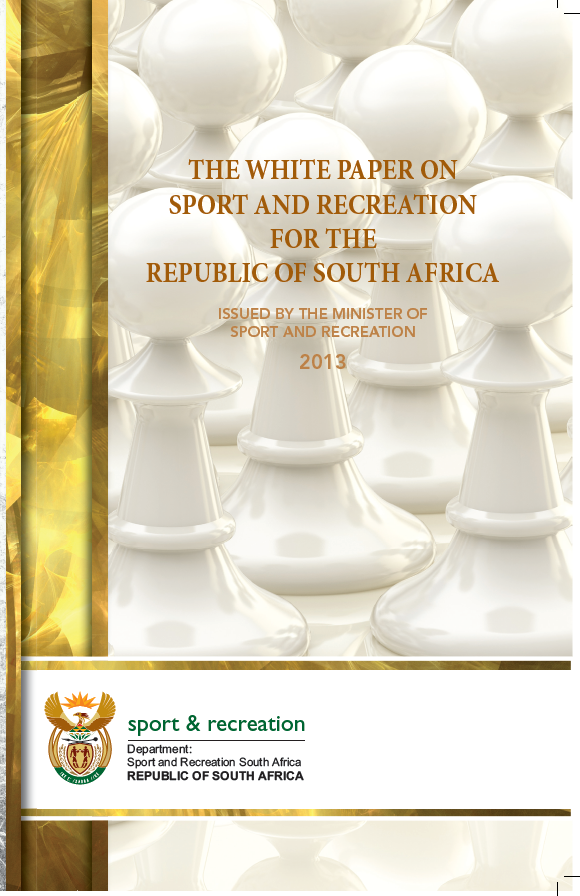 THE WHITE PAPER ON
SPORT AND RECREATION
FOR THE
REPUBLIC OF SOUTH AFRICA
ISSUED BY THE MINISTER OF
SPORT AND RECREATION
2013
sport & recreation
Department:
Sport and Recreation South Africa
REPUBLIC OF SOUTH AFRICA